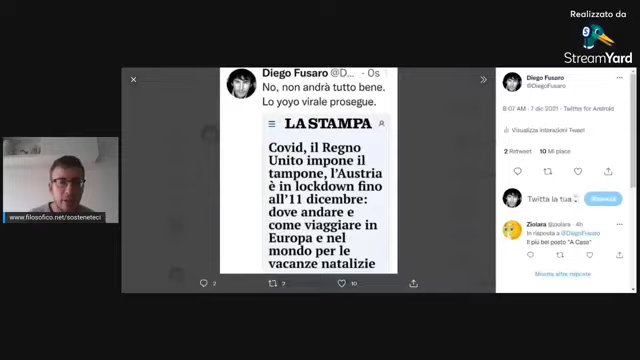 Realizzato da
StreamYard
Diego Fusaro @D... · 0s
No, non andrà tutto bene.
Lo yoyo virale prosegue.
LA STAMPA
Covid, il Regno
Unito impone il
tampone, l'Austria
è in lockdown fino
all'11 dicembre:
dove andare e
come viaggiare in
Europa e nel
mondo per le
vacanze natalizie
2
7
10
www.filosofico.net/sosteneteci
Diego Fusaro
@DiegoFusaro
8:07 AM · 7 dic 2021 · Twitter for Android
Visualizza interazioni Tweet
2 Retweet 10 Mi piace
Twitta la tua
Rispondi
Ziolara @ziolara · 4h
In risposta a @DiegoFusaro
Il più bel posto "A Casa"
Mostra altre risposte